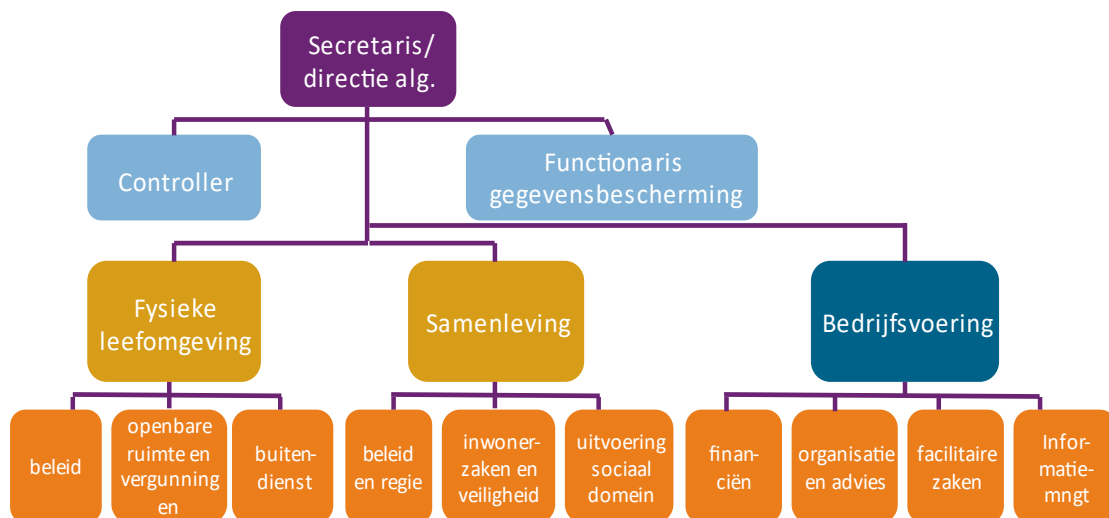 Secretaris/
directie alg.
Controller
Functionaris
gegevensbescherming
Fysieke
leefomgeving
Samenleving
Bedrijfsvoering
beleid
openbare
ruimte en
vergunning
en
buiten-
dienst
beleid
en regie
inwoner-
zaken en
veiligheid
uitvoering
sociaal
domein
finan-
ciën
organisatie
en advies
facilitaire
zaken
Infor-
matie-
mngt